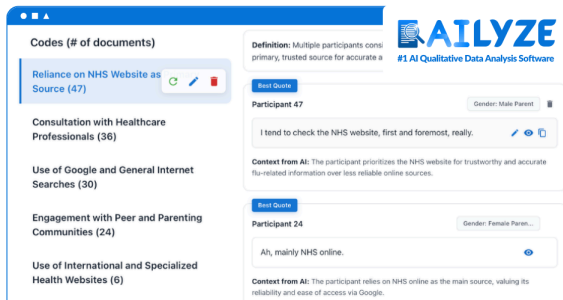 AILYZE
#1 AI Qualitative Data Analysis Software
Codes (# of documents)
Reliance on NHS Website as
Source (47)
Consultation with Healthcare
Professionals (36)
Use of Google and General Internet
Searches (30)
Engagement with Peer and Parenting
Communities (24)
Use of International and Specialized
Health Websites (6)
Definition: Multiple participants consi
primary, trusted source for accurate a
Best Quote
Participant 47
Gender: Male Parent
I tend to check the NHS website, first and foremost, really.
Context from AI: The participant prioritizes the NHS website for trustworthy and accurate
flu-related information over less reliable online sources.
Best Quote
Participant 24
Gender: Female Paren...
Ah, mainly NHS online.
Context from AI: The participant relies on NHS online as the main source, valuing its
reliability and ease of access via Google.